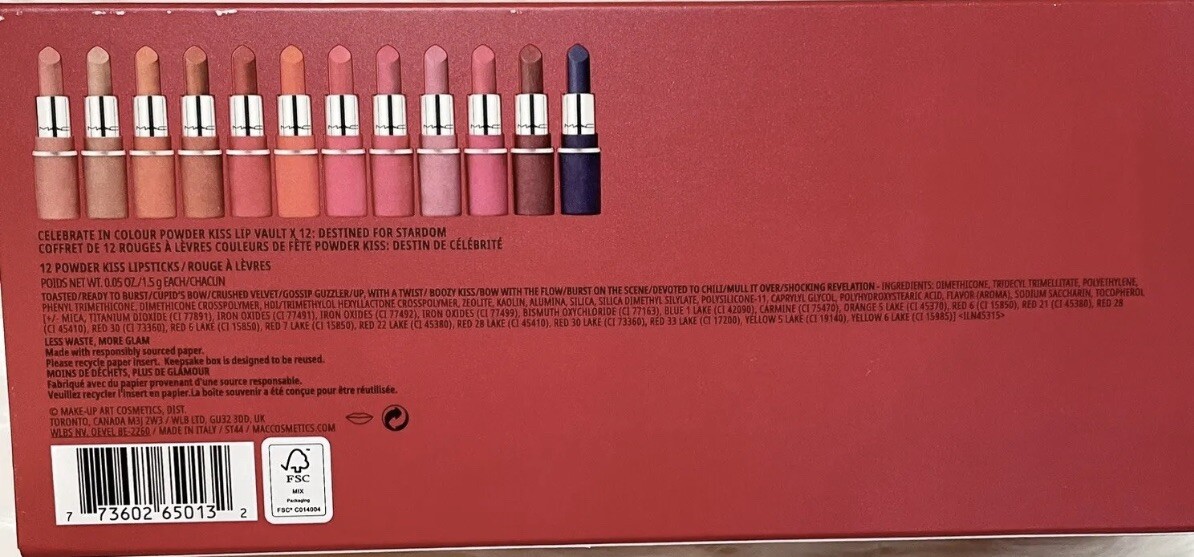 MAC MAC MAC MAC MAC MAC MAC MAC MAC MAC MAC MAC
CELEBRATE IN COLOUR POWDER KISS LIP VAULT X 12: DESTINED FOR STARDOM
COFFRET DE 12 ROUGES À LÈVRES COULEURS DE FÊTE POWDER KISS: DESTIN DE CÉLÉBRITÉ
12 POWDER KISS LIPSTICKS / ROUGE À LÈVRES
POIDS NET WT. 0.05 OZ./1.5 g EACH/CHACUN
TOASTED/READY TO BURST/CUPID'S BOW/CRUSHED VELVET/GOSSIP GUZZLER/UP, WITH A TWIST/ BOOZY KISS/BOW WITH THE FLOW/BURST ON THE SCENE/DEVOTED TO CHILI/MULL IT OVER/SHOCKING REVELATION - INGREDIENTS: DIMETHICONE, TRIDECYL TRIMELLITATE, POLYETHYLENE,
PHENYL TRIMETHICONE, DIMETHICONE CROSSPOLYMER, HDI/TRIMETHYLOL HEXYLLACTONE CROSSPOLYMER, ZEOLITE, KAOLIN, ALUMINA, SILICA, SILICA DIMETHYL SILYLATE, POLYSILICONE-11, CAPRYLYL GLYCOL, POLYHYDROXYSTEARIC ACID, FLAVOR (AROMA), SODIUM SACCHARIN, TOCOPHEROL
[+/- MICA, TITANIUM DIOXIDE (CI 77891), IRON OXIDES (CI 77491), IRON OXIDES (CI 77492), IRON OXIDES (CI 77499), BISMUTH OXYCHLORIDE (CI 77163), BLUE 1 LAKE (CI 42090), CARMINE (CI 75470), ORANGE 5 LAKE (CI 45370), RED 6 (CI 15850), RED 21 (CI 45380), RED 28
(CI 45410), RED 30 (CI 73360), RED 6 LAKE (CI 15850), RED 7 LAKE (CI 15850), RED 22 LAKE (CI 45380), RED 28 LAKE (CI 45410), RED 30 LAKE (CI 73360), RED 33 LAKE (CI 17200), YELLOW 5 LAKE (CI 19140), YELLOW 6 LAKE (CI 15985)] <ILN45315>
LESS WASTE, MORE GLAM
Made with responsibly sourced paper.
Please recycle paper insert. Keepsake box is designed to be reused.
MOINS DE DÉCHETS, PLUS DE GLAMOUR
Fabriqué avec du papier provenant d'une source responsable.
Veuillez recycler l'insert en papier.La boîte souvenir a été conçue pour être réutilisée.
© MAKE-UP ART COSMETICS, DIST.
TORONTO, CANADA M3J 2W3 / WLB LTD, GU32 3DD, UK
WLBS NV. OEVEL BE-2260 / MADE IN ITALY / ST44 / MACCOSMETICS.COM
7 73602 65013 2
FSC
MIX
Packaging
FSC® C014004